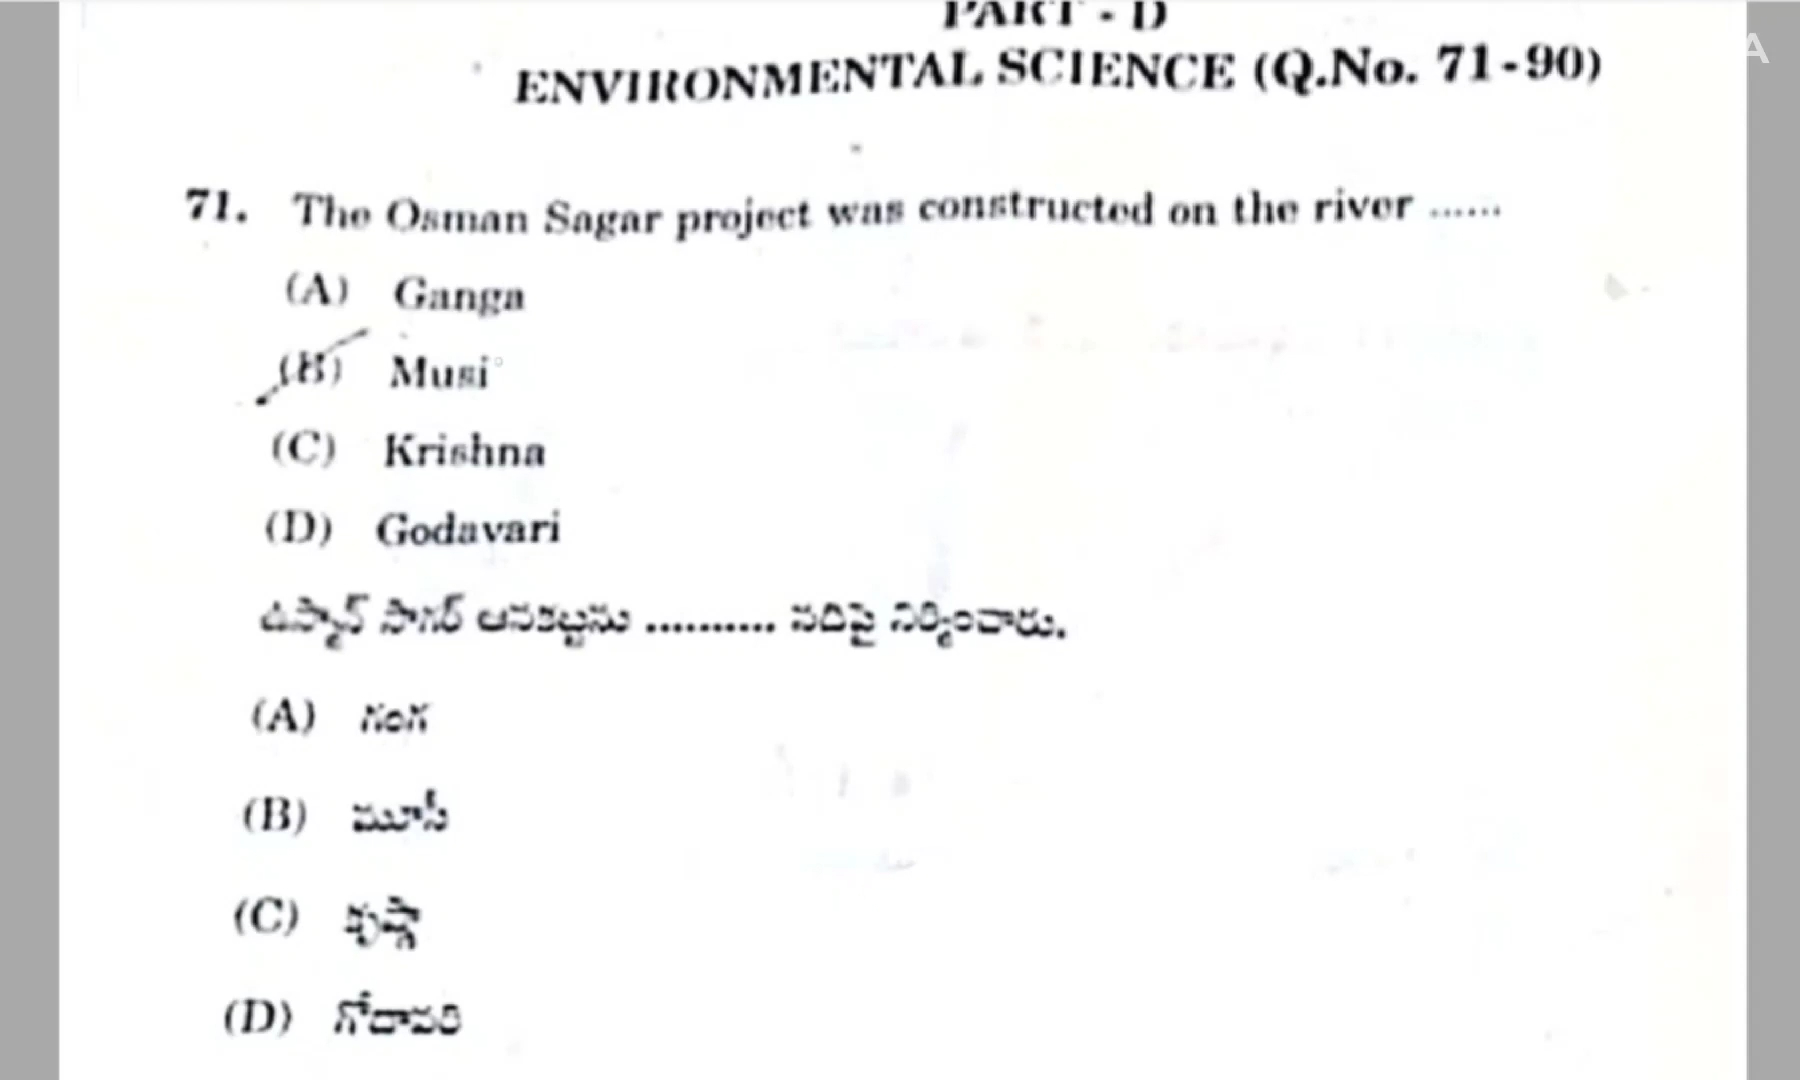 PART - D
ENVIRONMENTAL SCIENCE (Q.No. 71-90)
A
71. The Osman Sagar project was constructed on the river ......
(A) Ganga
(B) Musi
(C) Krishna
(D) Godavari
ఉస్మాన్ సాగర్ ఆనకట్టను .......... నదిపై నిర్మించారు.
(A) గంగ
(B) మూసీ
(C) కృష్ణా
(D) గోదావరి